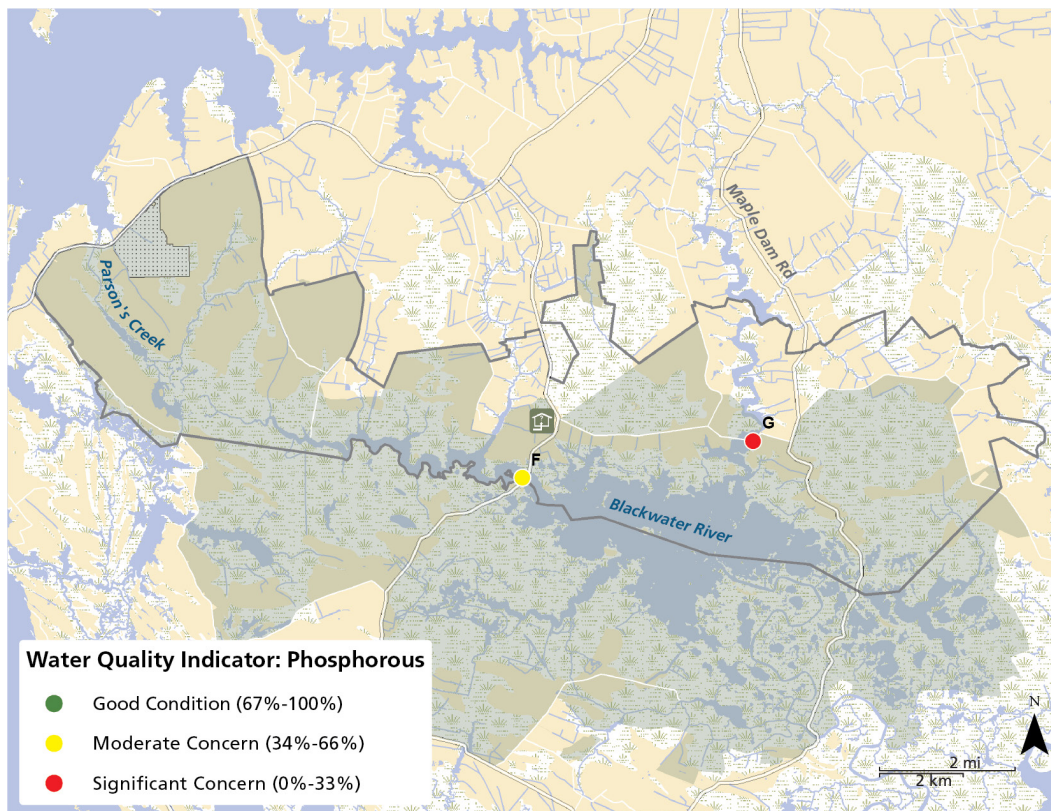 Maple Dam Rd
Parson's Creek
G
F
Blackwater River
Water Quality Indicator: Phosphorous
Good Condition (67%-100%)
Moderate Concern (34%-66%)
Significant Concern (0%-33%)
N
2 mi
2 km